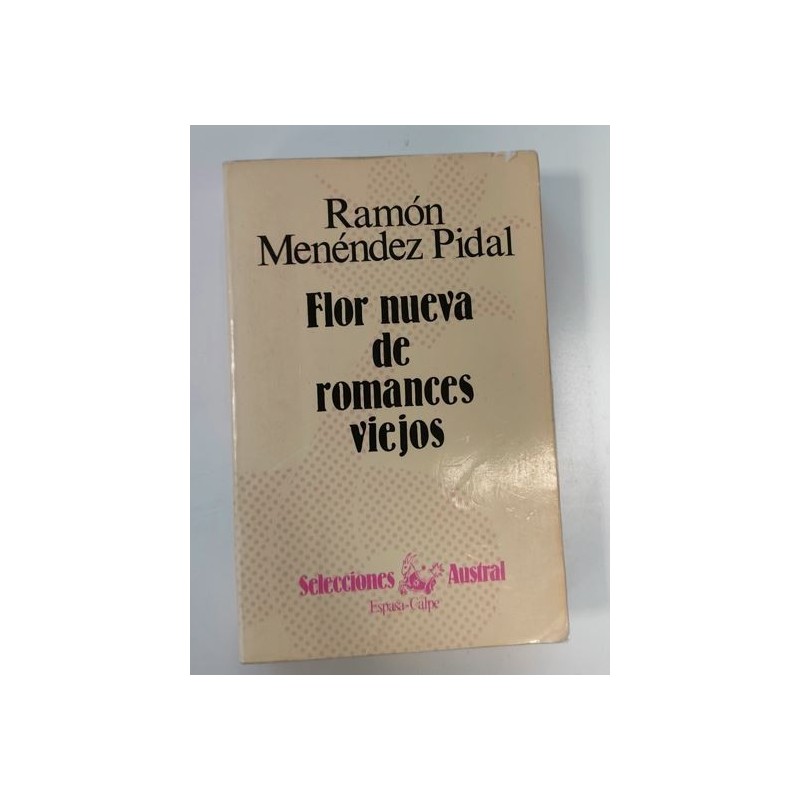 Ramón
Menéndez Pidal
Flor nueva
de
romances
viejos
Selecciones Austral
Espasa-Calpe